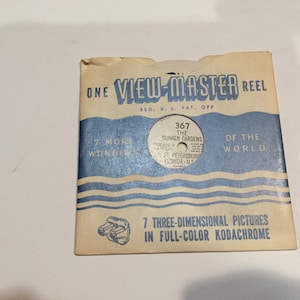 ONE VIEW-MASTER REEL
REG. U. S. PAT. OFF
367
THE
SUNKEN GARDENS
7 MORE
WONDERS
OF THE
WORLD
ST. PETERSBURG
FLORIDA-U.S.
7 THREE-DIMENSIONAL PICTURES
IN FULL-COLOR KODACHROME